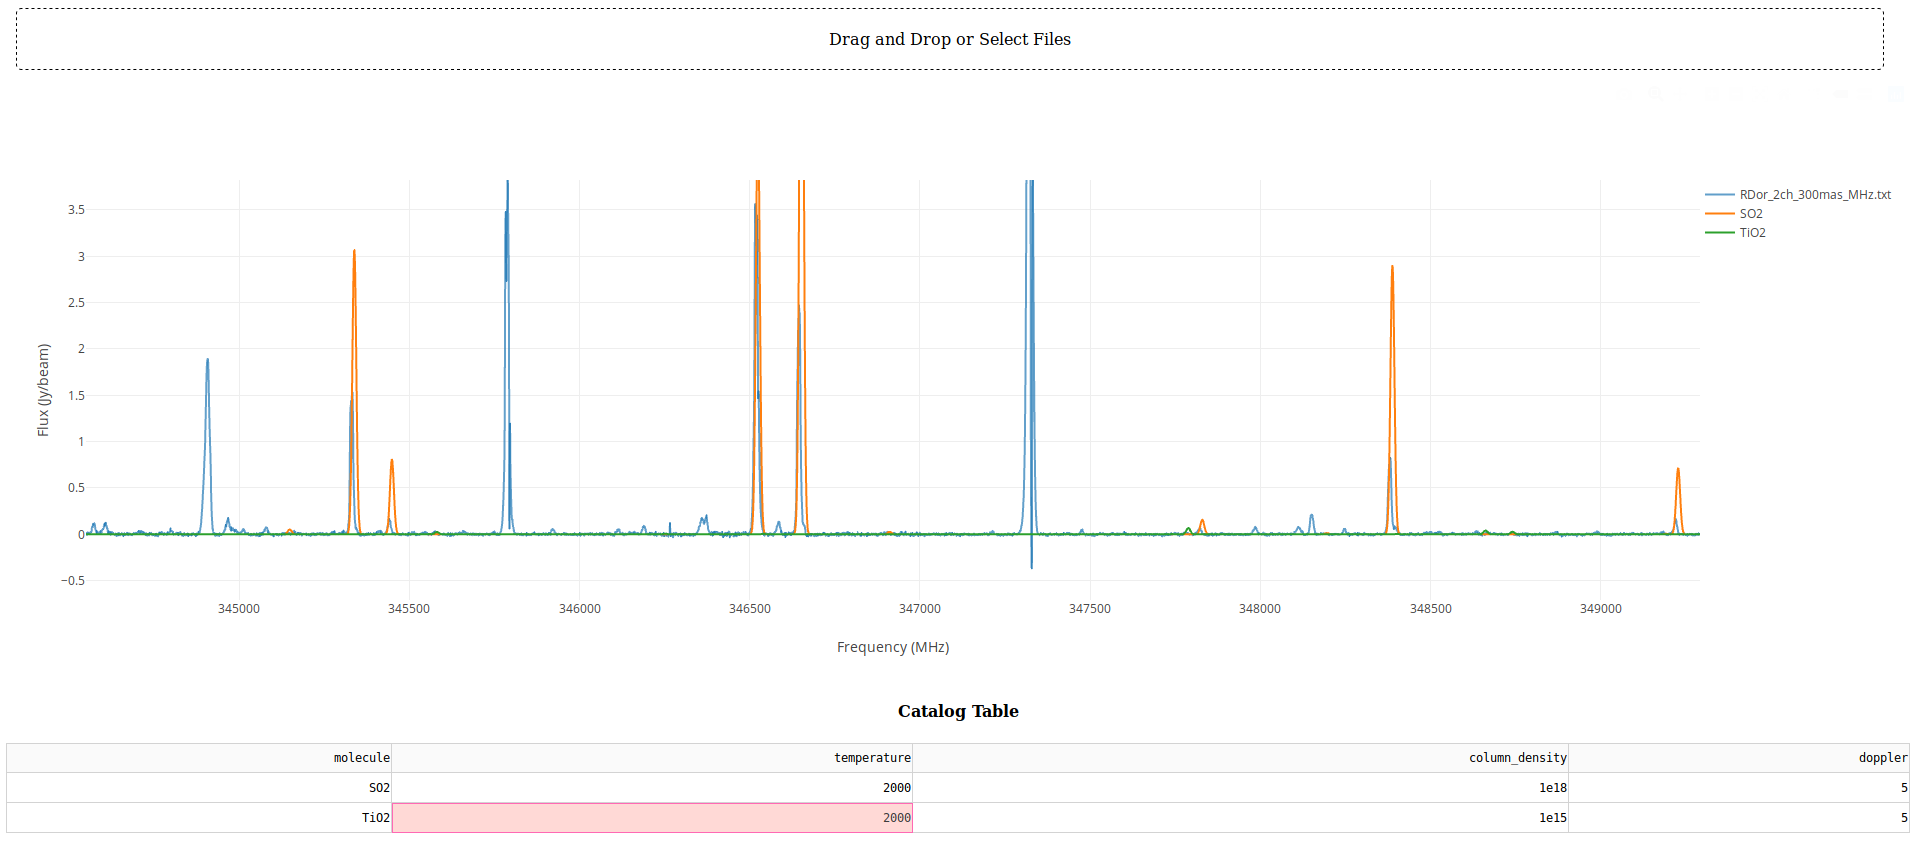 Drag and Drop or Select Files
RDor_2ch_300mas_MHz.txt
SO2
TiO2
3.5
3
2.5
2
1.5
1
0.5
0
−0.5
Flux (Jy/beam)
345000 345500 346000 346500 347000 347500 348000 348500 349000
Frequency (MHz)
Catalog Table
molecule temperature column_density doppler
SO2 2000 1e18 5
TiO2 2000 1e15 5